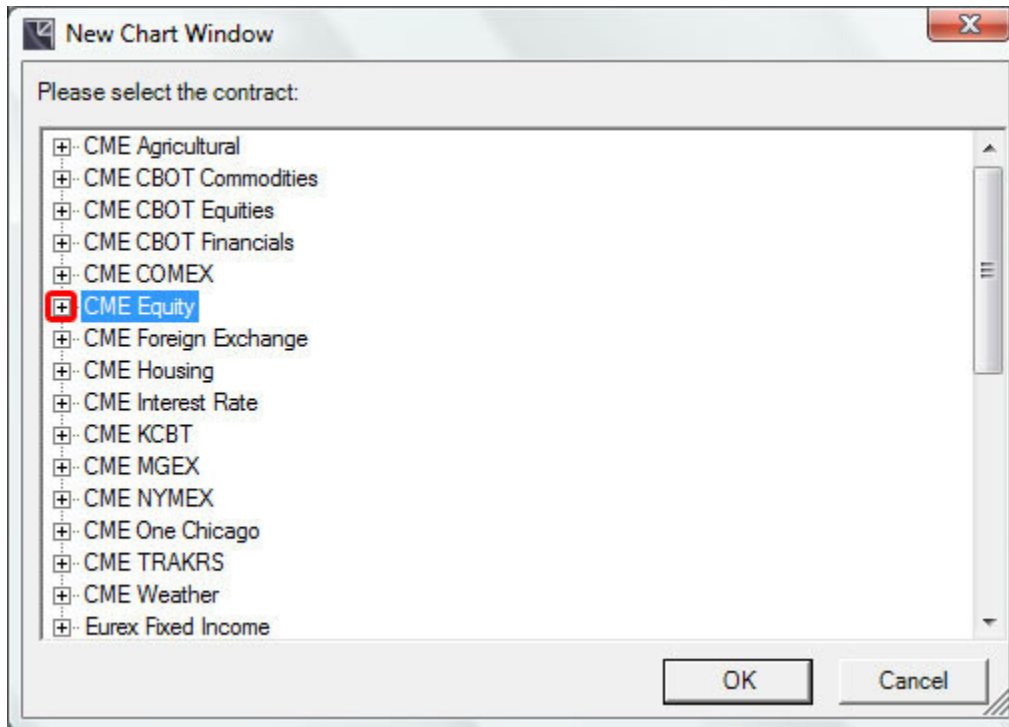 New Chart Window
Please select the contract:
CME Agricultural
CME CBOT Commodities
CME CBOT Equities
CME CBOT Financials
CME COMEX
CME Equity
CME Foreign Exchange
CME Housing
CME Interest Rate
CME KCBT
CME MGEX
CME NYMEX
CME One Chicago
CME TRAKRS
CME Weather
Eurex Fixed Income
OK Cancel